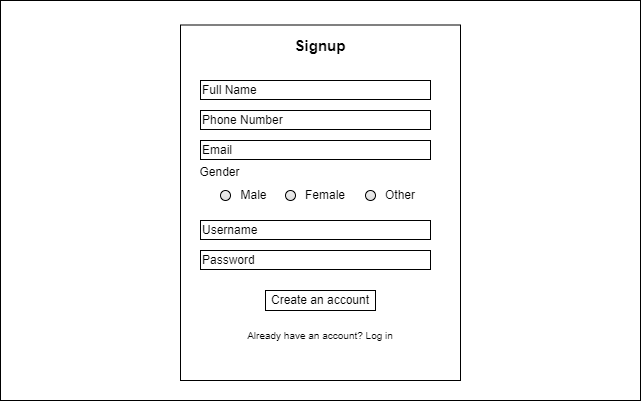 Signup
Full Name
Phone Number
Email
Gender
Male Female Other
Username
Password
Create an account
Already have an account? Log in